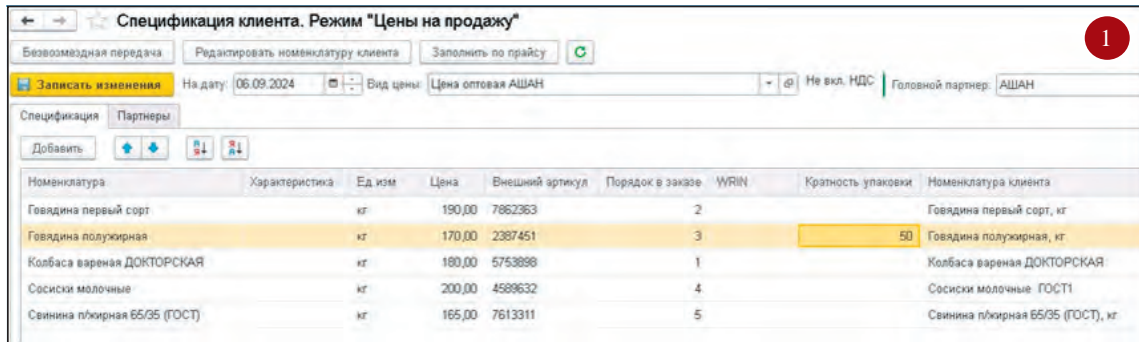 Спецификация клиента. Режим "Цены на продажу"
1
Безвозмездная передача Редактировать номенклатуру клиента Заполнить по прайсу
Записать изменения На дату: 06.09.2024 Вид цены: Цена оптовая АШАН Не вкл. НДС Головной партнер: АШАН
Спецификация Партнеры
Добавить
Номенклатура Характеристика Ед.изм Цена Внешний артикул Порядок в заказе WRIN Кратность упаковки Номенклатура клиента
Говядина первый сорт кг 190,00 7862363 2 Говядина первый сорт, кг
Говядина полужирная кг 170,00 2387451 3 50 Говядина полужирная, кг
Колбаса вареная ДОКТОРСКАЯ кг 180,00 5753898 1 Колбаса вареная ДОКТОРСКАЯ
Сосиски молочные кг 200,00 4589632 4 Сосиски молочные ГОСТ1
Свинина п/жирная 65/35 (ГОСТ) кг 165,00 7613311 5 Свинина п/жирная 65/35 (ГОСТ), кг